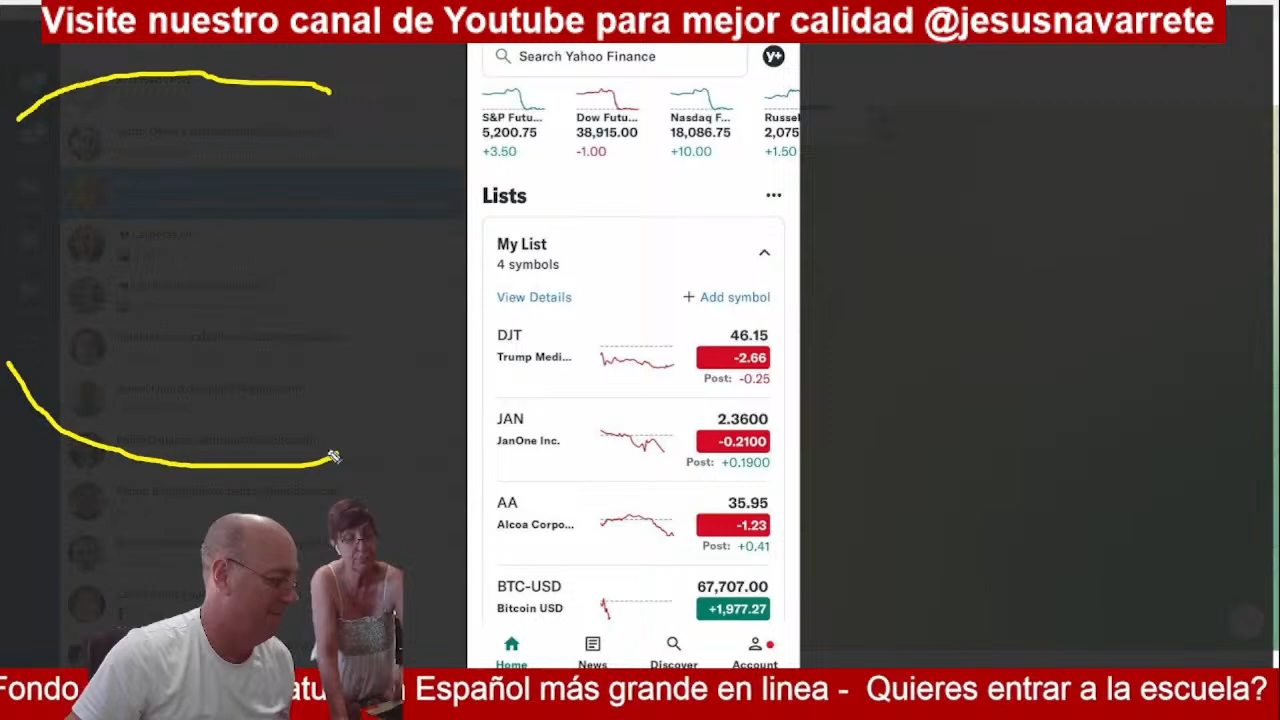 Visite nuestro canal de Youtube para mejor calidad @jesusnavarrete
Search Yahoo Finance
y+
S&P Futu...
5,200.75
+3.50
Dow Futu...
38,915.00
-1.00
Nasdaq F...
18,086.75
+10.00
Russel
2,075
+1.50
Lists
My List
4 symbols
View Details
+ Add symbol
DJT
46.15
Trump Medi...
-2.66
Post: -0.25
JAN
2.3600
JanOne Inc.
-0.2100
Post: +0.1900
AA
35.95
Alcoa Corpo...
-1.23
Post: +0.41
BTC-USD
67,707.00
Bitcoin USD
+1,977.27
Home
News
Discover
Account
Fondo Español más grande en linea - Quieres entrar a la escuela?